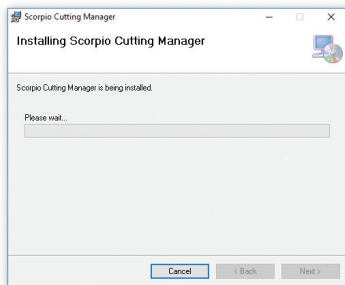 Scorpio Cutting Manager
Installing Scorpio Cutting Manager
Scorpio Cutting Manager is being installed.
Please wait...
Cancel
< Back
Next >